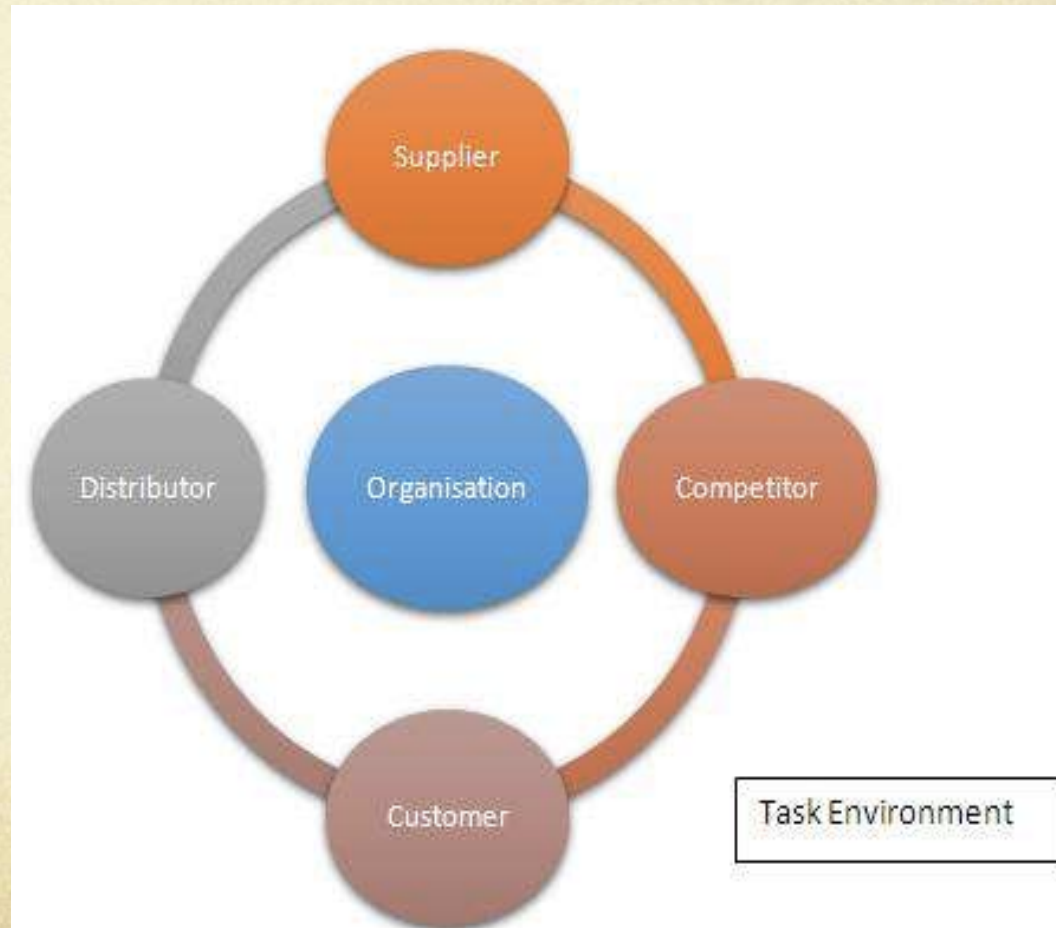 Supplier
Distributor
Organisation
Competitor
Customer
Task Environment